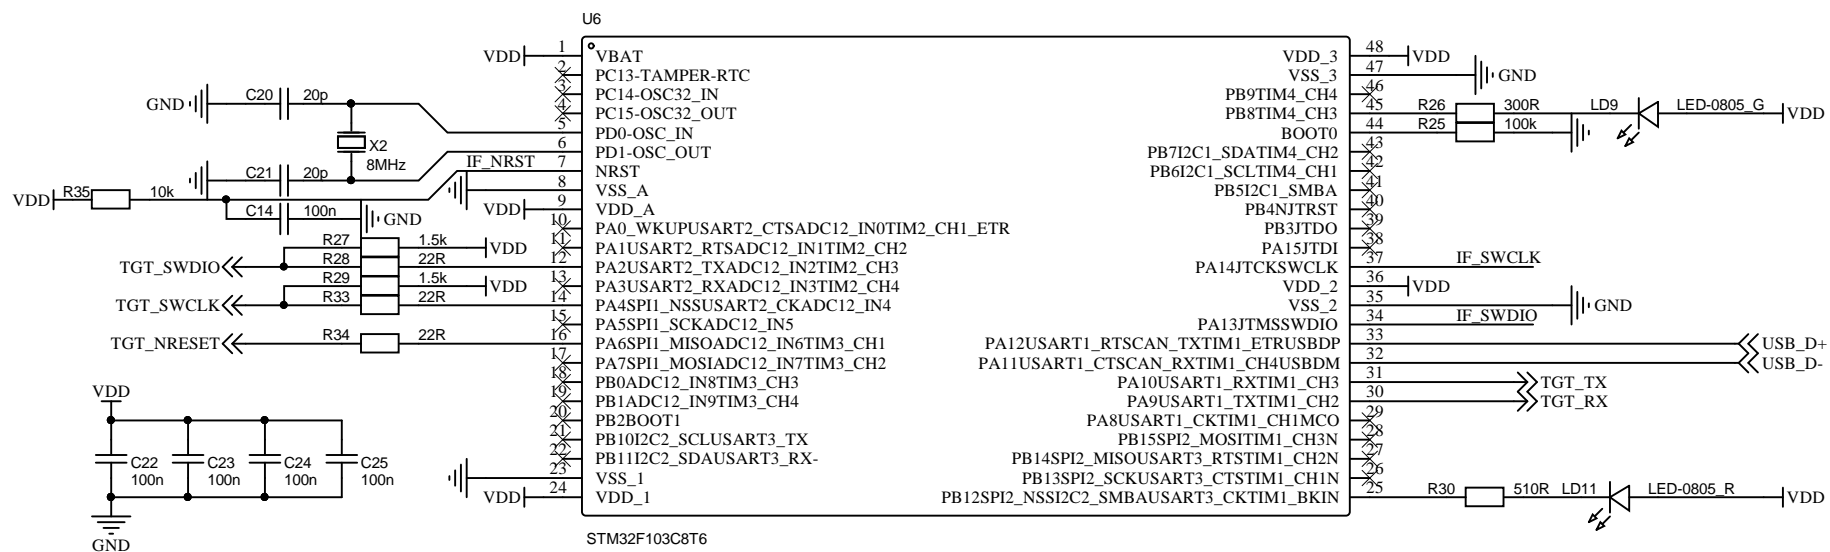 U6
VDD 1 VBAT VDD_3 48 VDD
2 PC13-TAMPER-RTC VSS_3 47 GND
3 PC14-OSC32_IN PB9TIM4_CH4 46
GND C20 20p 4 PC15-OSC32_OUT PB8TIM4_CH3 45 R26 300R LD9 LED-0805_G VDD
5 PD0-OSC_IN BOOT0 44 R25 100k
X2
8MHz
6 PD1-OSC_OUT PB7I2C1_SDATIM4_CH2 43
IF_NRST 7 NRST PB6I2C1_SCLTIM4_CH1 42
C21 20p
8 VSS_A PB5I2C1_SMBA 41
VDD R35 10k
VDD 9 VDD_A PB4NJTRST 40
C14 100n GND
10 PA0_WKUPUSART2_CTSADC12_IN0TIM2_CH1_ETR PB3JTDO 39
R27 1.5k VDD 11 PA1USART2_RTSADC12_IN1TIM2_CH2 PA15JTDI 38
TGT_SWDIO R28 22R 12 PA2USART2_TXADC12_IN2TIM2_CH3 PA14JTCKSWCLK 37 IF_SWCLK
R29 1.5k VDD 13 PA3USART2_RXADC12_IN3TIM2_CH4 VDD_2 36 VDD
TGT_SWCLK R33 22R 14 PA4SPI1_NSSUSART2_CKADC12_IN4 VSS_2 35 GND
15 PA5SPI1_SCKADC12_IN5 PA13JTMSSWDIO 34 IF_SWDIO
TGT_NRESET R34 22R 16 PA6SPI1_MISOADC12_IN6TIM3_CH1 PA12USART1_RTSCAN_TXTIM1_ETRUSBDP 33 USB_D+
17 PA7SPI1_MOSIADC12_IN7TIM3_CH2 PA11USART1_CTSCAN_RXTIM1_CH4USBDM 32 USB_D-
18 PB0ADC12_IN8TIM3_CH3 PA10USART1_RXTIM1_CH3 31 TGT_TX
19 PB1ADC12_IN9TIM3_CH4 PA9USART1_TXTIM1_CH2 30 TGT_RX
20 PB2BOOT1 PA8USART1_CKTIM1_CH1MCO 29
21 PB10I2C2_SCLUSART3_TX PB15SPI2_MOSITIM1_CH3N 28
22 PB11I2C2_SDAUSART3_RX- PB14SPI2_MISOUSART3_RTSTIM1_CH2N 27
23 VSS_1 PB13SPI2_SCKUSART3_CTSTIM1_CH1N 26
VDD 24 VDD_1 PB12SPI2_NSSI2C2_SMBAUSART3_CKTIM1_BKIN 25 R30 510R LD11 LED-0805_R VDD
VDD
C22 C23 C24 C25
100n 100n 100n 100n
GND
STM32F103C8T6